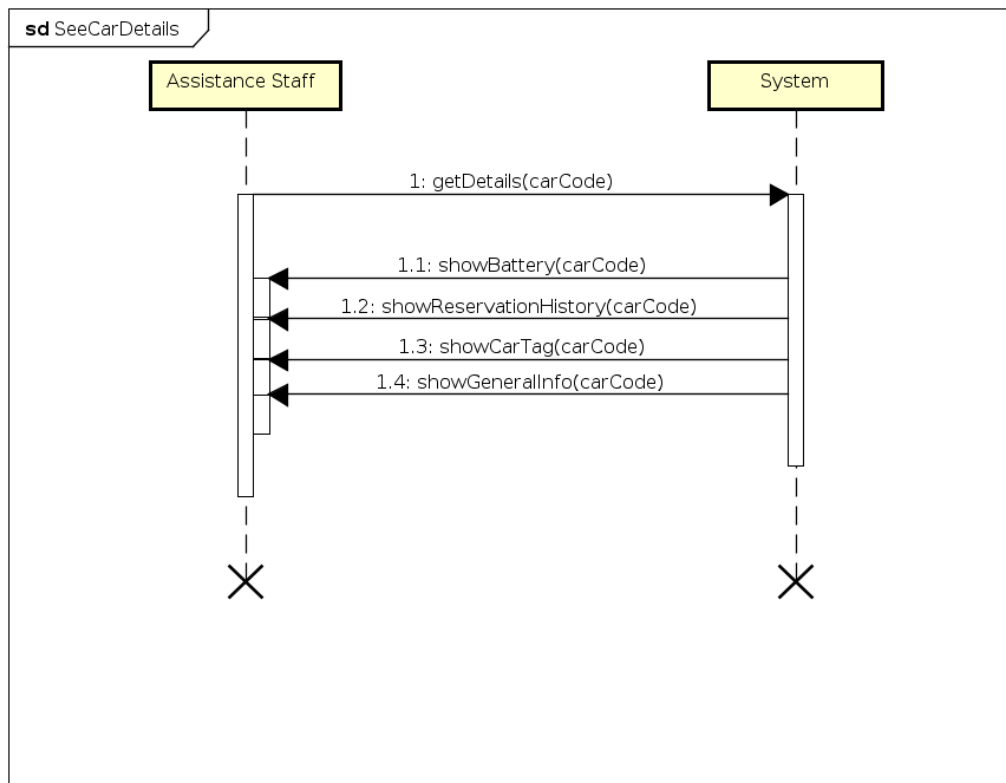 sd SeeCarDetails
Assistance Staff
System
1: getDetails(carCode)
1.1: showBattery(carCode)
1.2: showReservationHistory(carCode)
1.3: showCarTag(carCode)
1.4: showGeneralInfo(carCode)